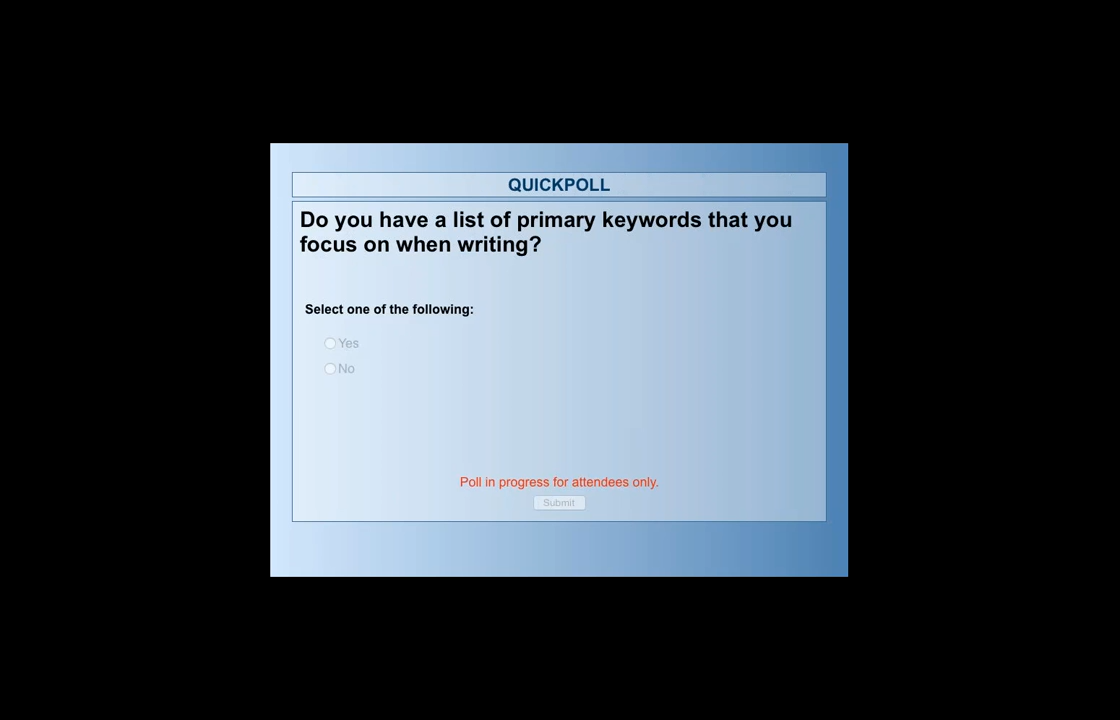 QUICKPOLL
Do you have a list of primary keywords that you
focus on when writing?
Select one of the following:
Yes
No
Poll in progress for attendees only.
Submit